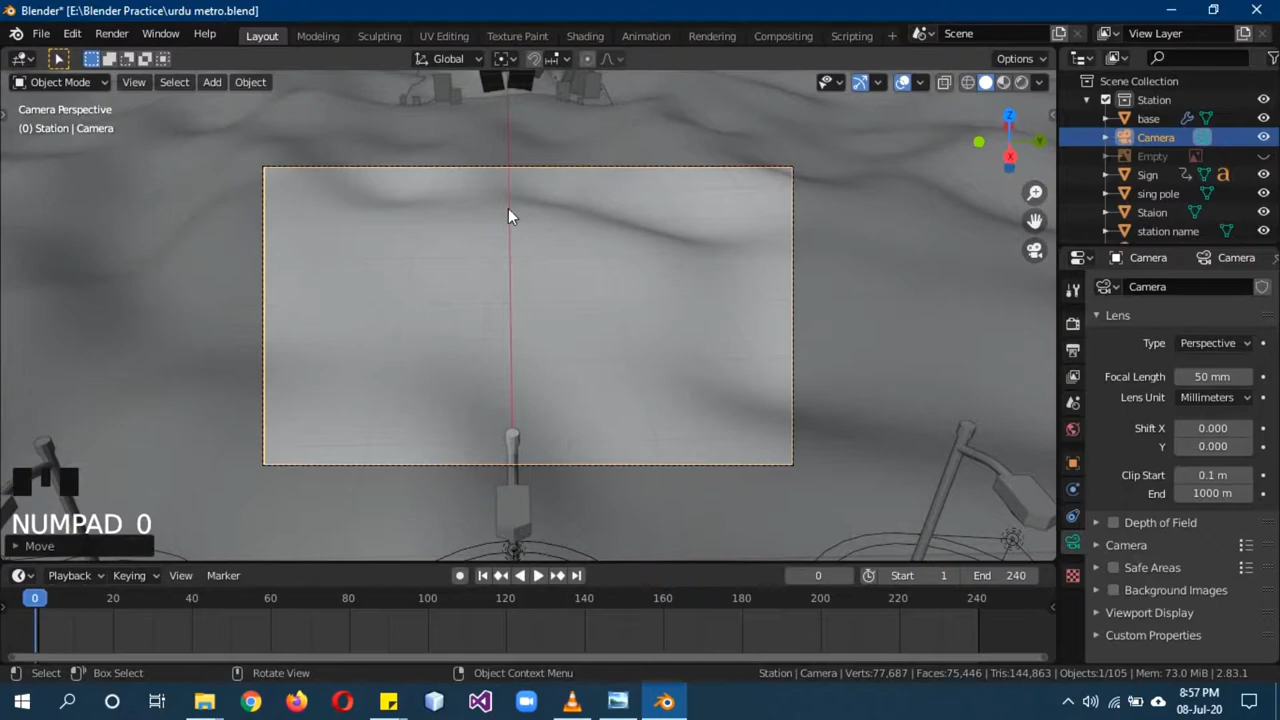 Blender* [E:\Blender Practice\urdu metro.blend]
File Edit Render Window Help Layout Modeling Sculpting UV Editing Texture Paint Shading Animation Rendering Compositing Scripting + Scene View Layer
Global Options
Object Mode View Select Add Object
Camera Perspective
(0) Station | Camera
Z
Y
X
Scene Collection
Station
base
Camera
Empty
Sign
sing pole
Staion
station name
Camera Camera
Camera
Lens
Type Perspective
Focal Length 50 mm
Lens Unit Millimeters
Shift X 0.000
Y 0.000
Clip Start 0.1 m
End 1000 m
Depth of Field
Camera
Safe Areas
Background Images
Viewport Display
Custom Properties
NUMPAD 0
Move
Playback Keying View Marker 0 Start 1 End 240
0 20 40 60 80 100 120 140 160 180 200 220 240
Select Box Select Rotate View Object Context Menu Station | Camera | Verts:77,687 | Faces:75,446 | Tris:144,863 | Objects:1/105 | Mem: 73.0 MiB | 2.83.1
8:57 PM
08-Jul-20